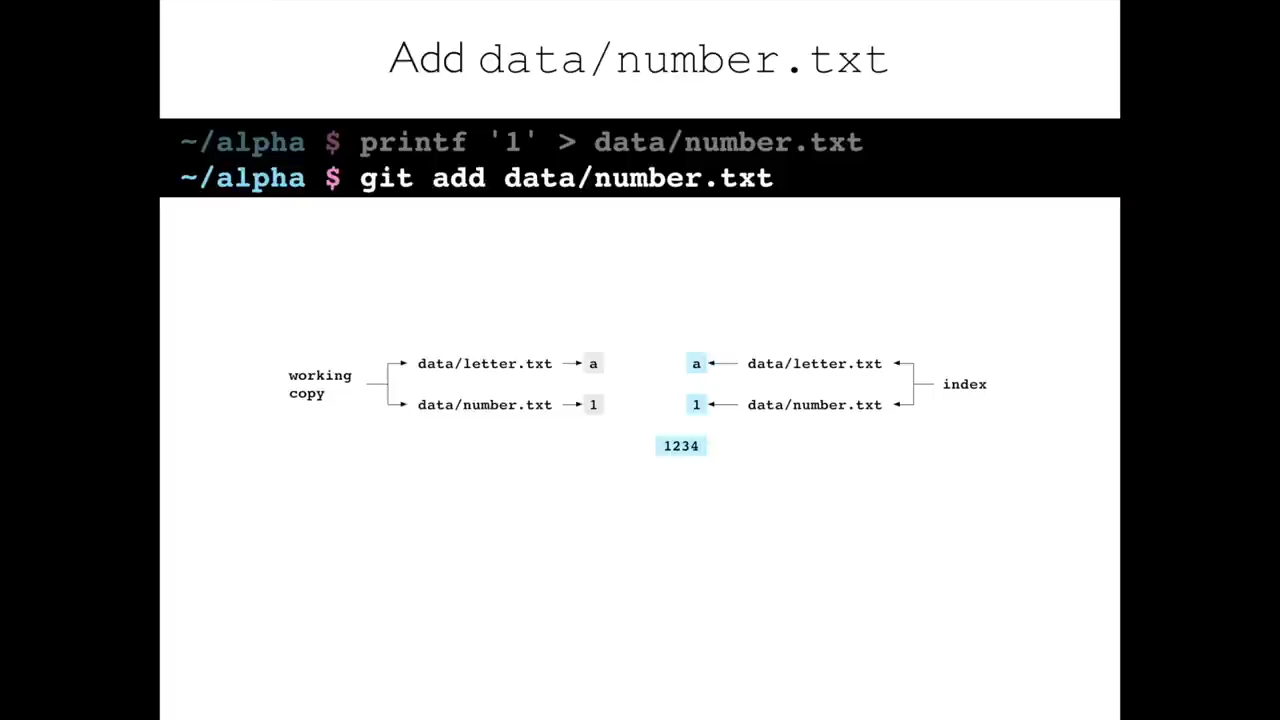 Add data/number.txt
~/alpha $ printf '1' > data/number.txt
~/alpha $ git add data/number.txt
working copy
data/letter.txt
a
a
data/letter.txt
data/number.txt
1
1
data/number.txt
index
1234